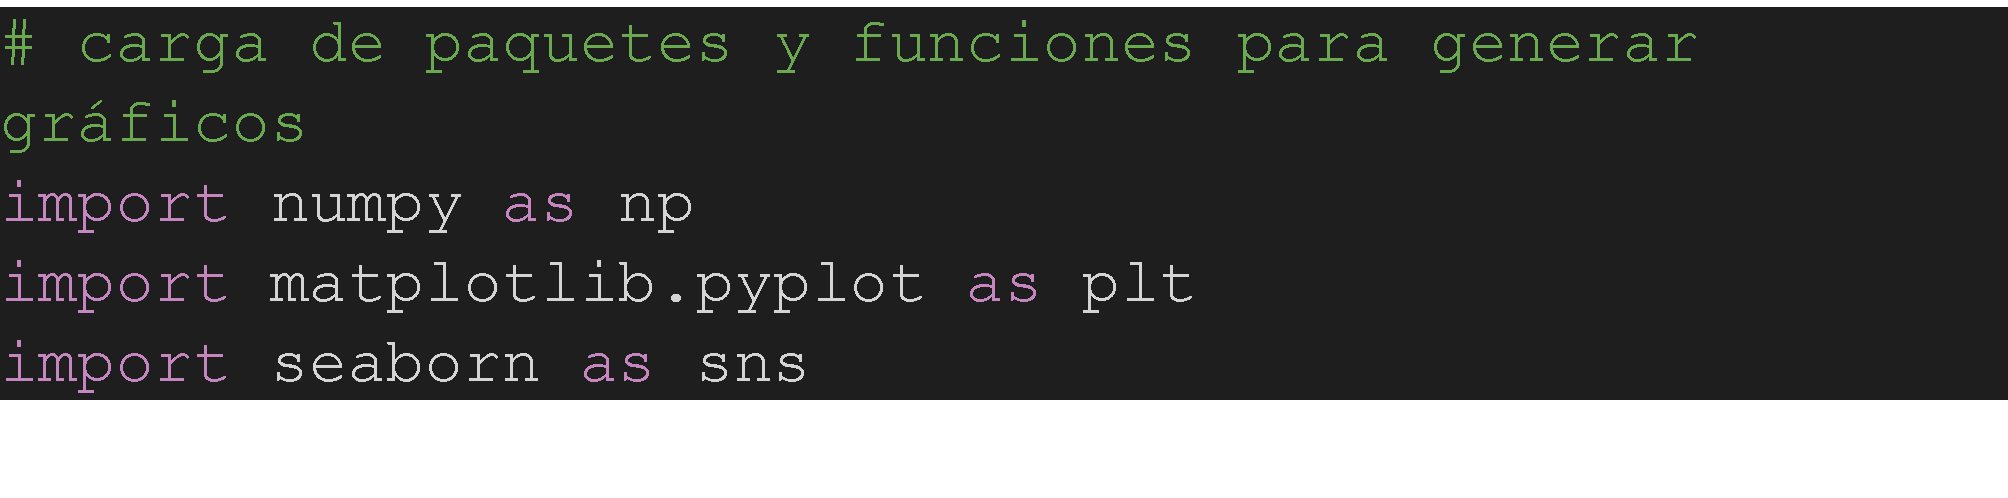 # carga de paquetes y funciones para generar
gráficos
import numpy as np
import matplotlib.pyplot as plt
import seaborn as sns